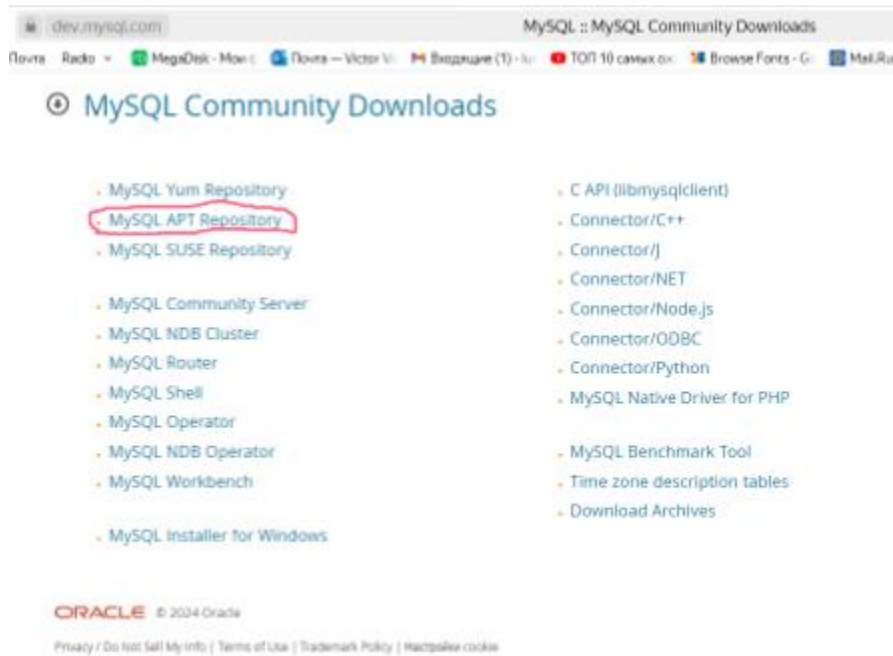 dev.mysql.com
MySQL :: MySQL Community Downloads
Почта Radio MegaDisk - Мои Почта — Victor Входящие (1) - ТОП 10 самых Browse Fonts - G Mail.Ru
MySQL Community Downloads
MySQL Yum Repository
MySQL APT Repository
MySQL SUSE Repository
MySQL Community Server
MySQL NDB Cluster
MySQL Router
MySQL Shell
MySQL Operator
MySQL NDB Operator
MySQL Workbench
MySQL Installer for Windows
C API (libmysqlclient)
Connector/C++
Connector/J
Connector/NET
Connector/Node.js
Connector/ODBC
Connector/Python
MySQL Native Driver for PHP
MySQL Benchmark Tool
Time zone description tables
Download Archives
ORACLE © 2024 Oracle
Privacy / Do Not Sell My Info | Terms of Use | Trademark Policy | Настройки cookie